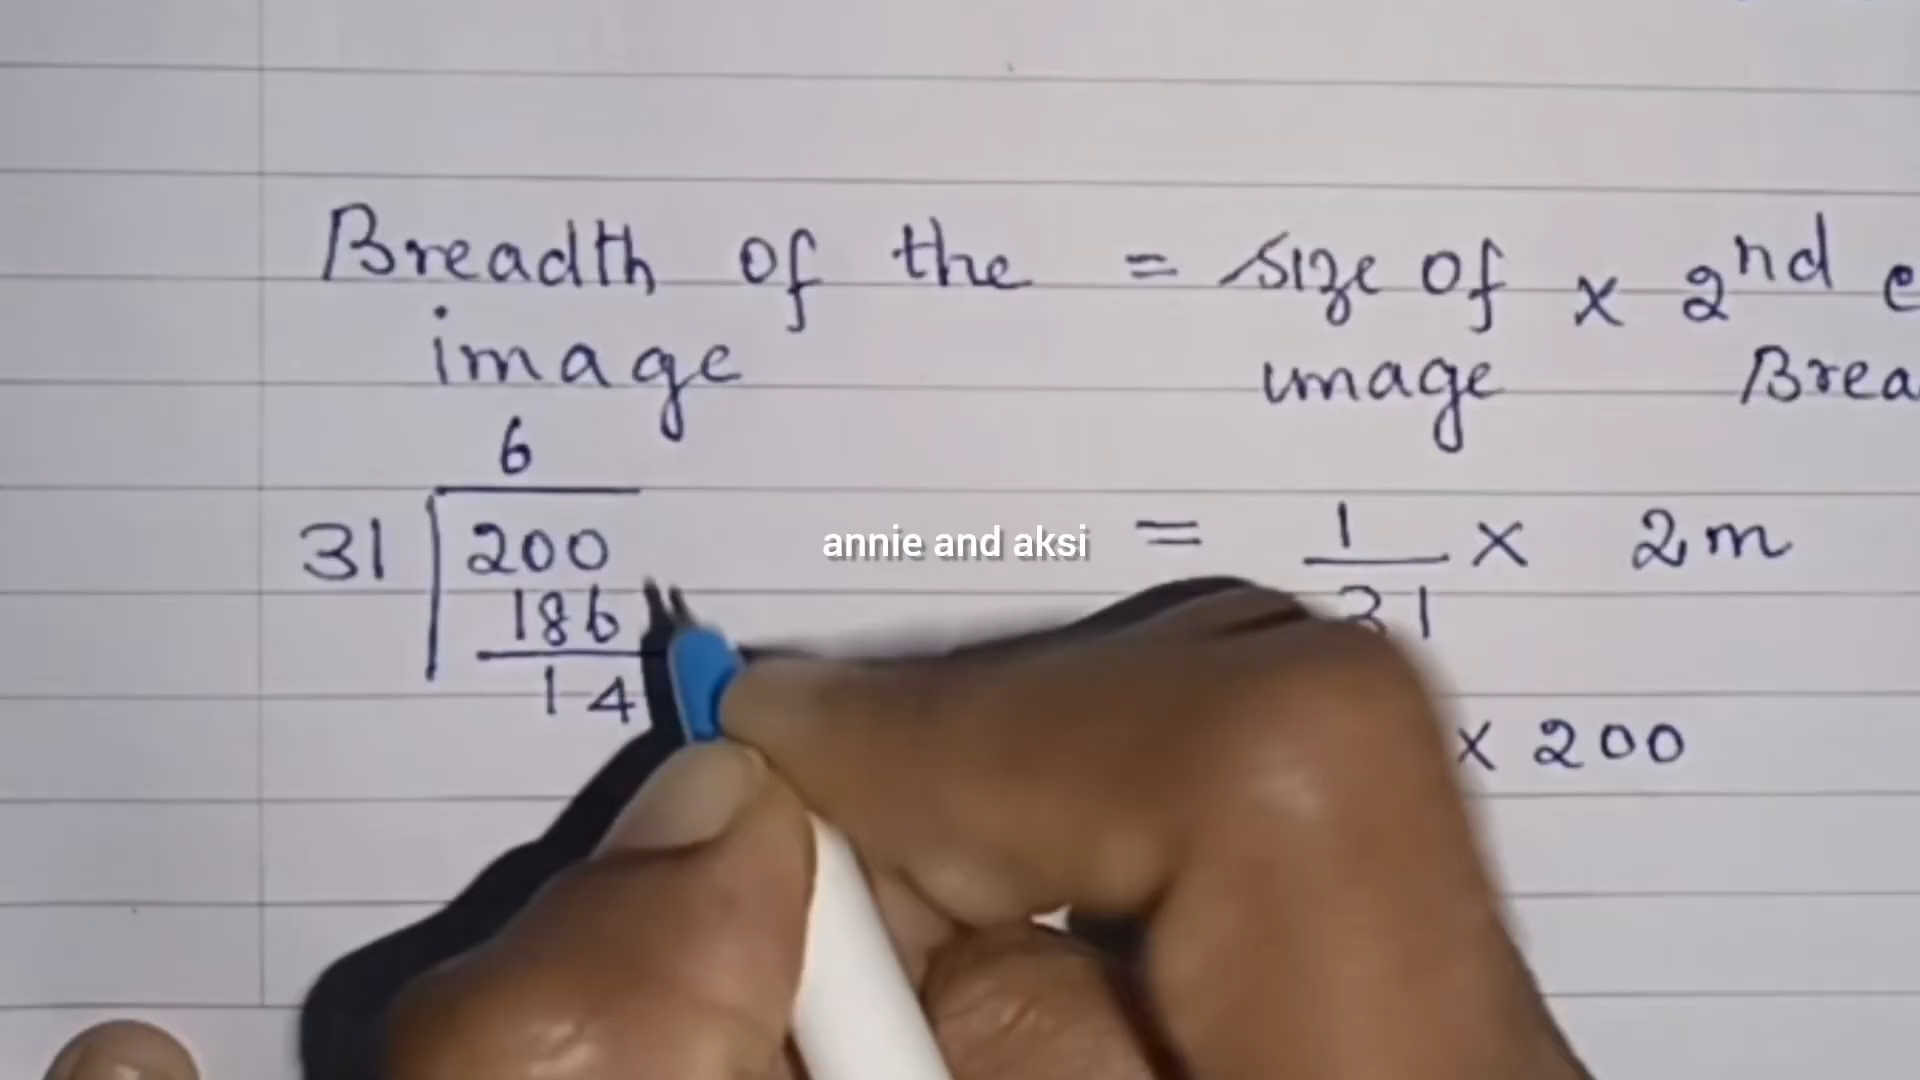 Breadth of the = size of x 2nd
image image
6
31 200 = 1 x 2m
186 31
14
x 200
annie and aksi